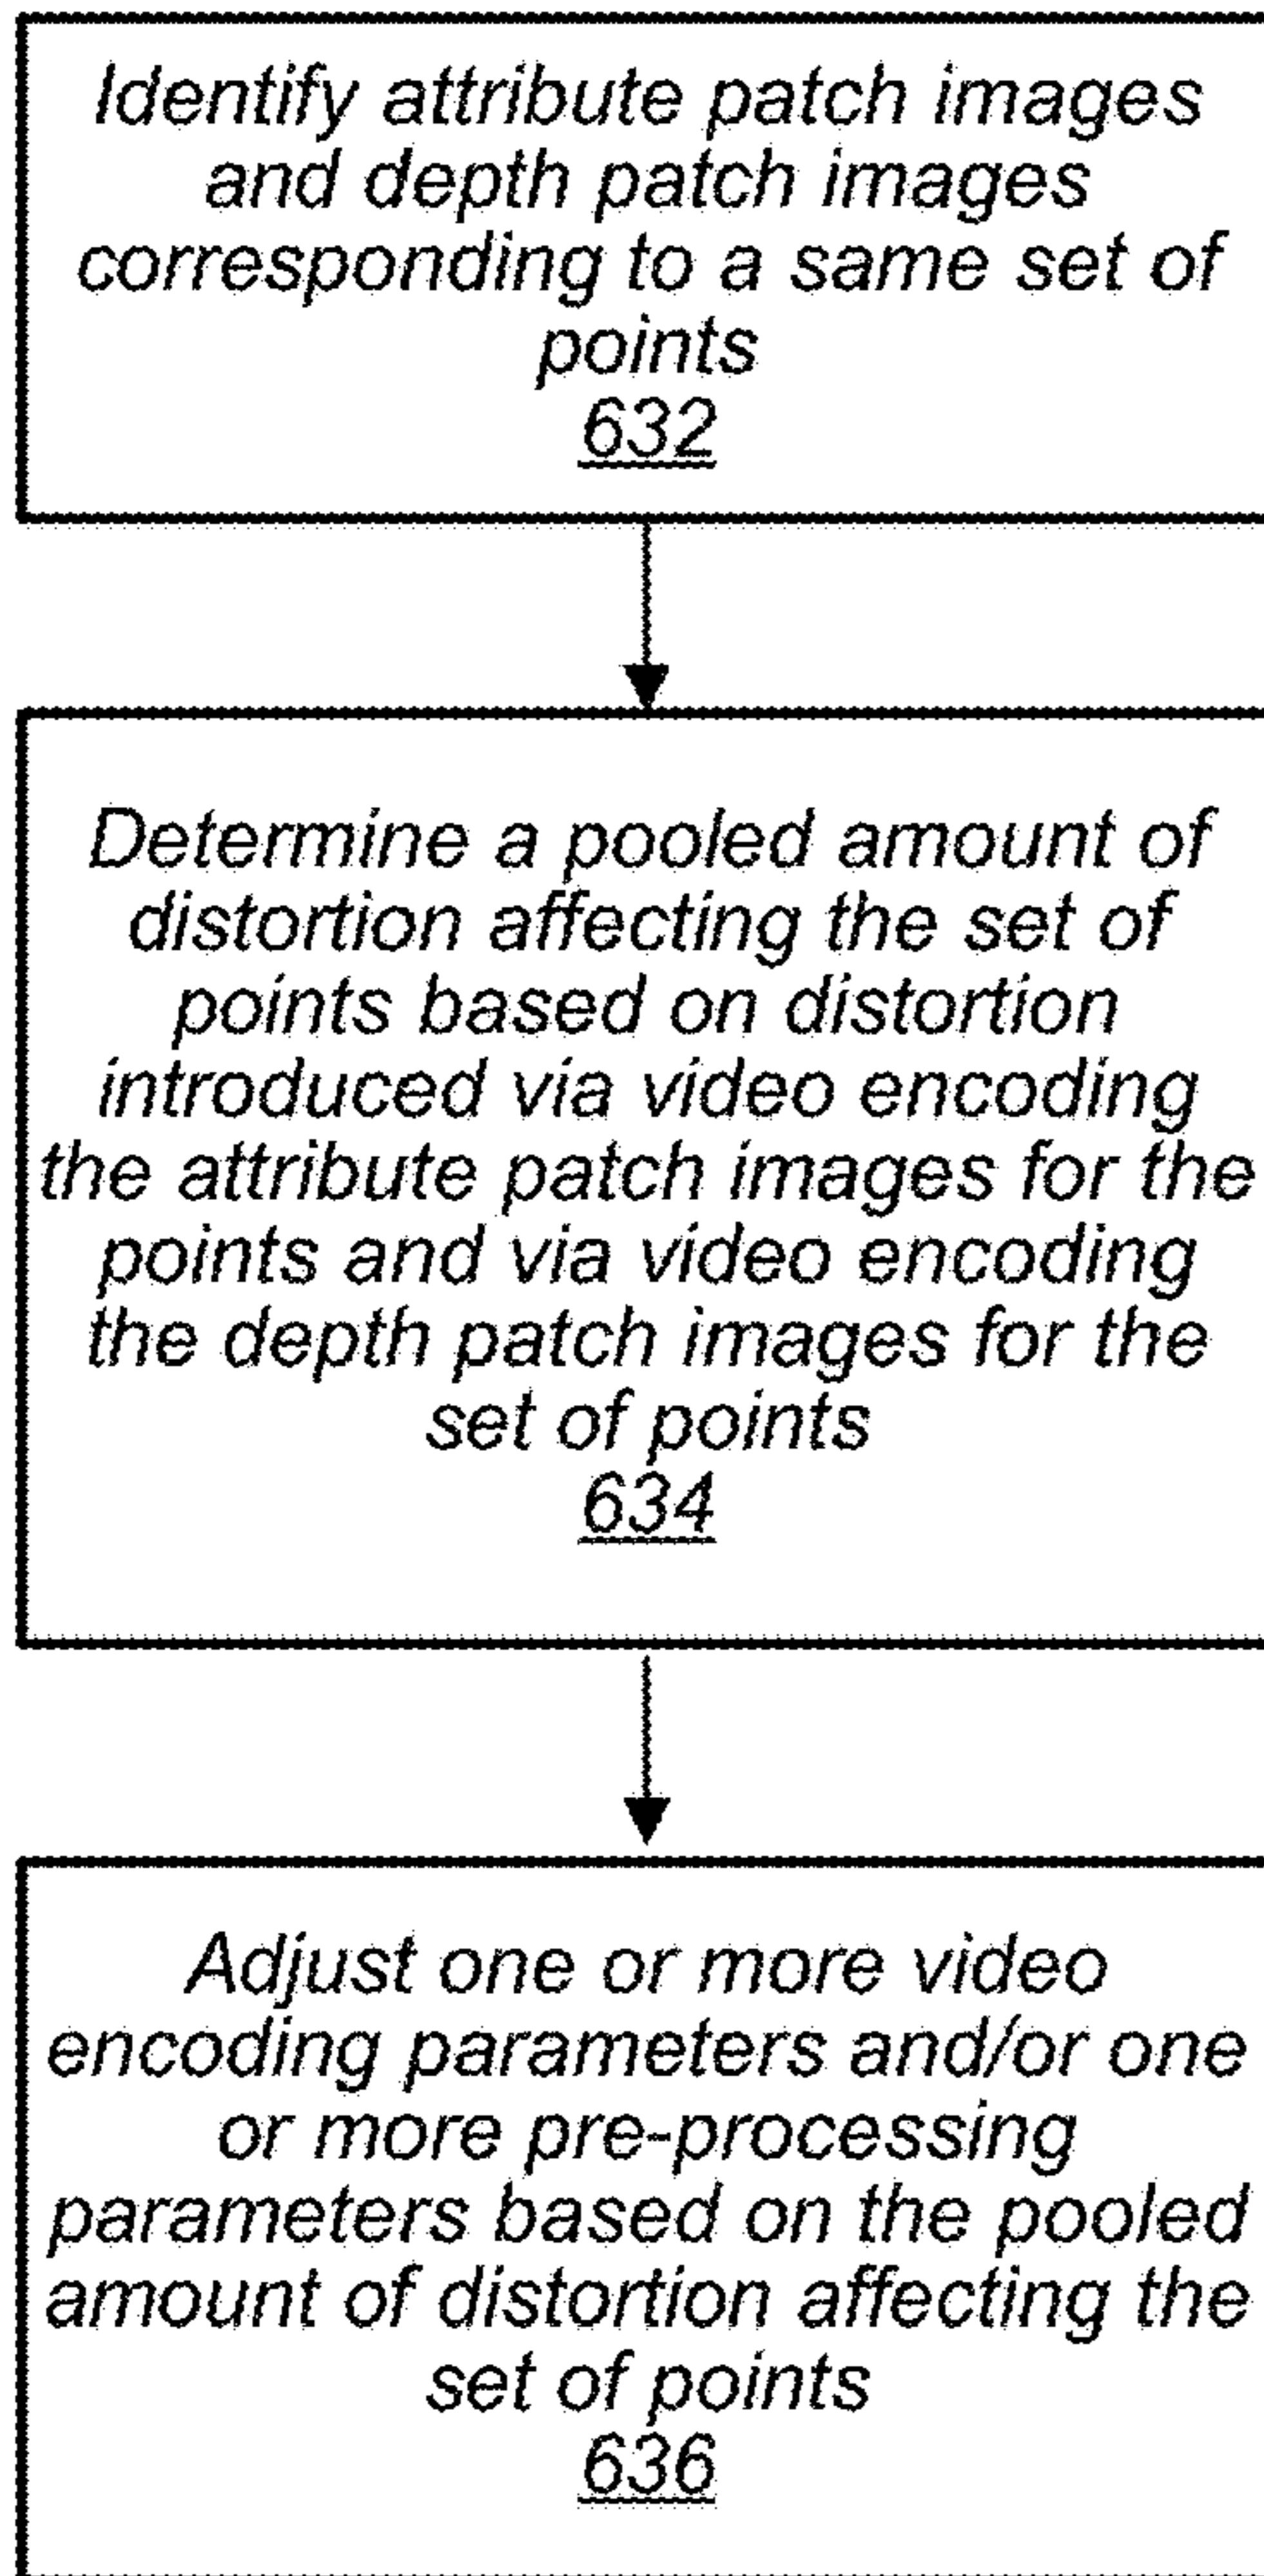 Identify attribute patch images
and depth patch images
corresponding to a same set of
points
632
Determine a pooled amount of
distortion affecting the set of
points based on distortion
introduced via video encoding
the attribute patch images for the
points and via video encoding
the depth patch images for the
set of points
634
Adjust one or more video
encoding parameters and/or one
or more pre-processing
parameters based on the pooled
amount of distortion affecting the
set of points
636